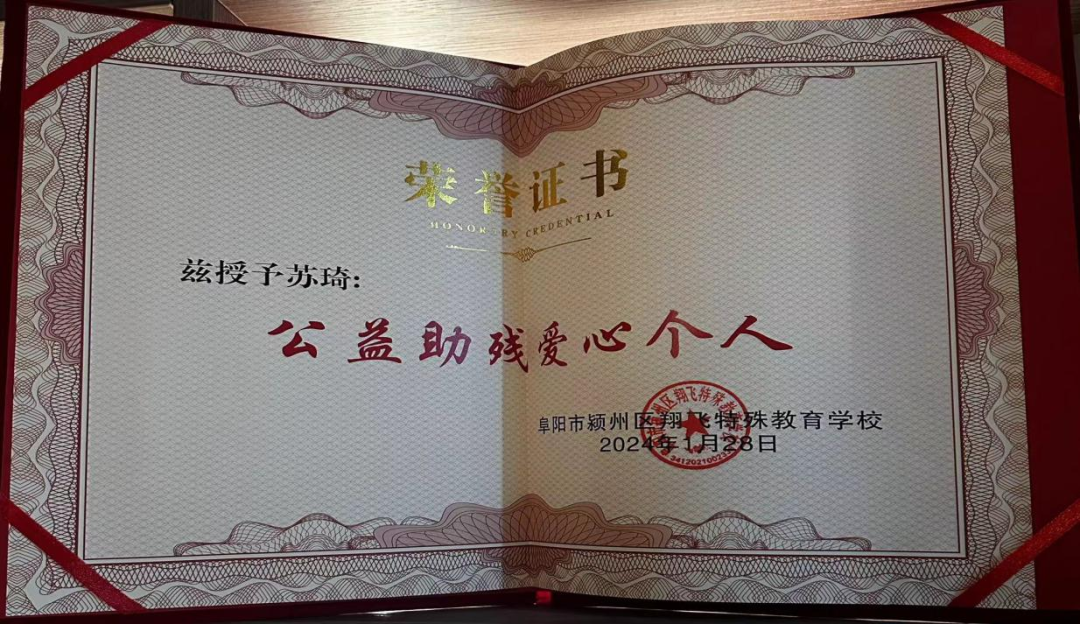 荣誉证书
HONORARY CREDENTIAL
兹授予苏琦:
公益助残爱心个人
阜阳市颍州区翔飞特殊教育学校
2024年1月28日